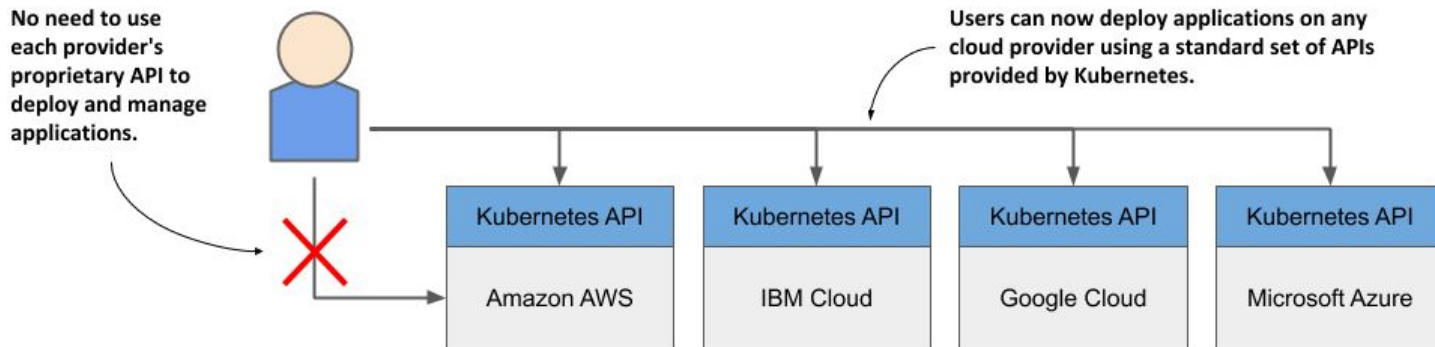 No need to use
each provider's
proprietary API to
deploy and manage
applications.
Users can now deploy applications on any
cloud provider using a standard set of APIs
provided by Kubernetes.
Kubernetes API
Kubernetes API
Kubernetes API
Kubernetes API
Amazon AWS
IBM Cloud
Google Cloud
Microsoft Azure